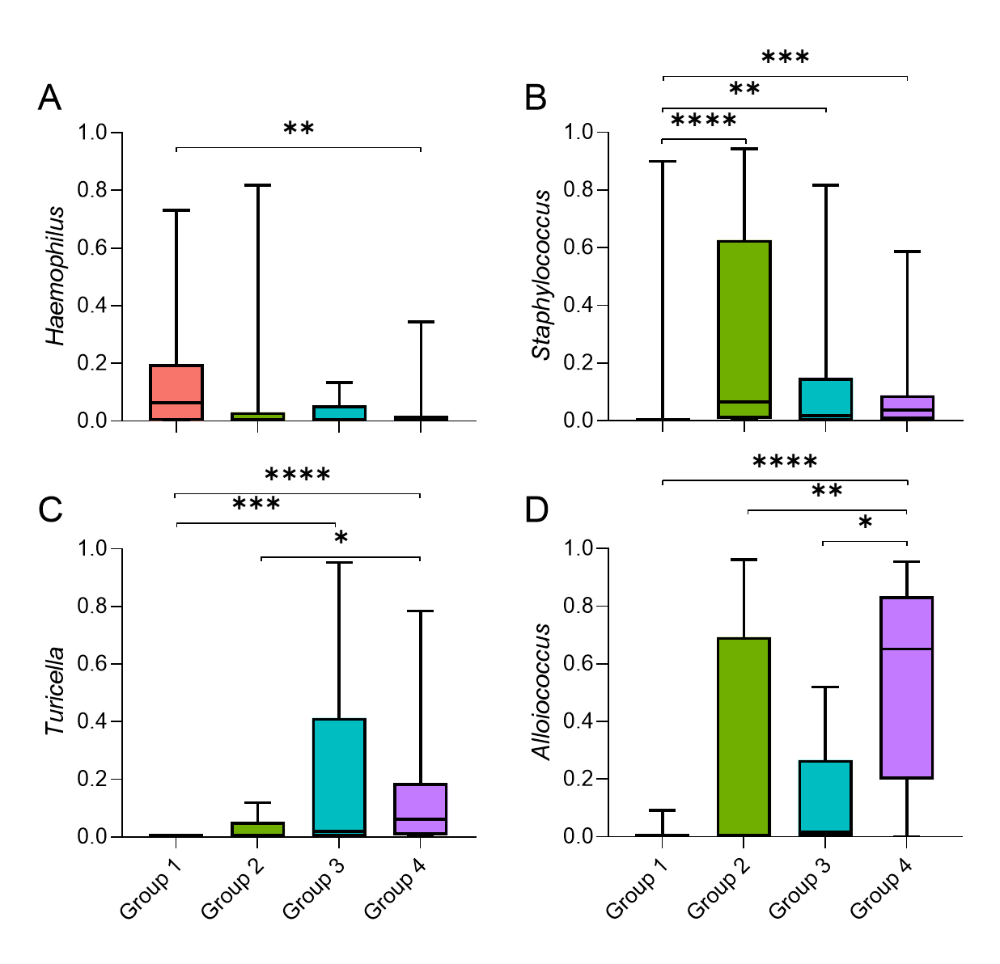 A
**
1.0
0.8
0.6
0.4
0.2
0.0
Haemophilus
B
***
**
****
1.0
0.8
0.6
0.4
0.2
0.0
Staphylococcus
C
****
***
*
1.0
0.8
0.6
0.4
0.2
0.0
Turicella
Group 1
Group 2
Group 3
Group 4
D
****
**
*
1.0
0.8
0.6
0.4
0.2
0.0
Alloiococcus
Group 1
Group 2
Group 3
Group 4